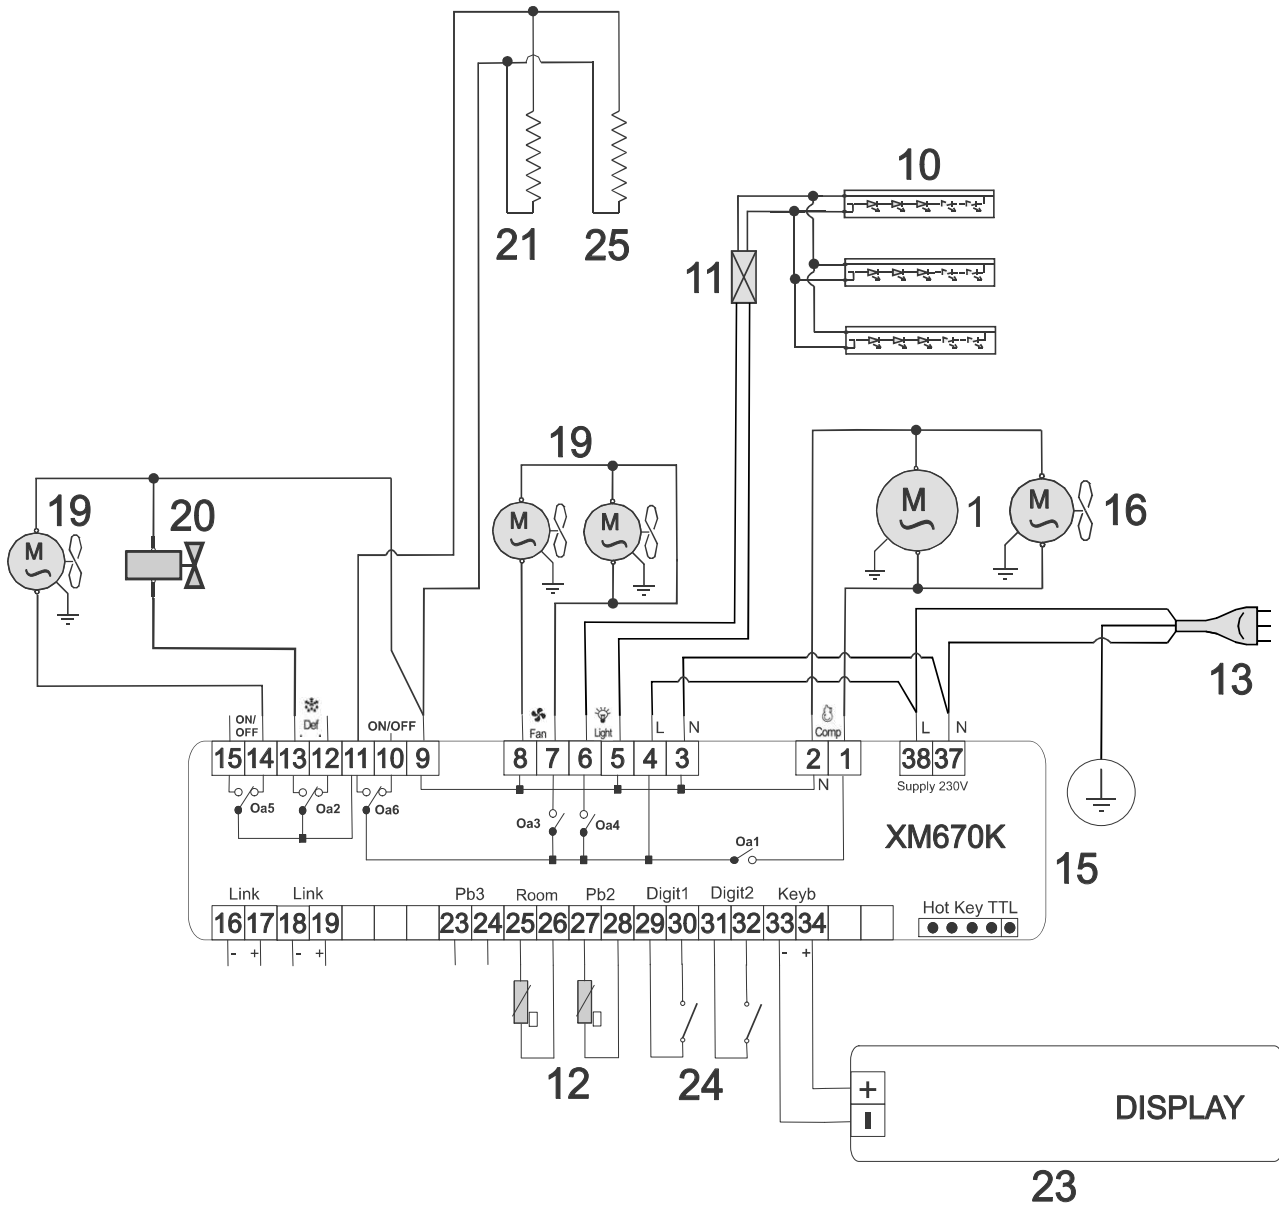 21
25
10
11
19
20
M
19
M
M
M
1
M
16
13
ON/
OFF
Def
ON/OFF
Fan
Light
L
N
Comp
L
N
15
14
13
12
11
10
9
8
7
6
5
4
3
2
1
38
37
N
Supply 230V
Oa5
Oa2
Oa6
Oa3
Oa4
Oa1
XM670K
15
Link
Link
Pb3
Room
Pb2
Digit1
Digit2
Keyb
Hot Key TTL
16
17
18
19
23
24
25
26
27
28
29
30
31
32
33
34
-
+
-
+
-
+
12
24
+
-
DISPLAY
23